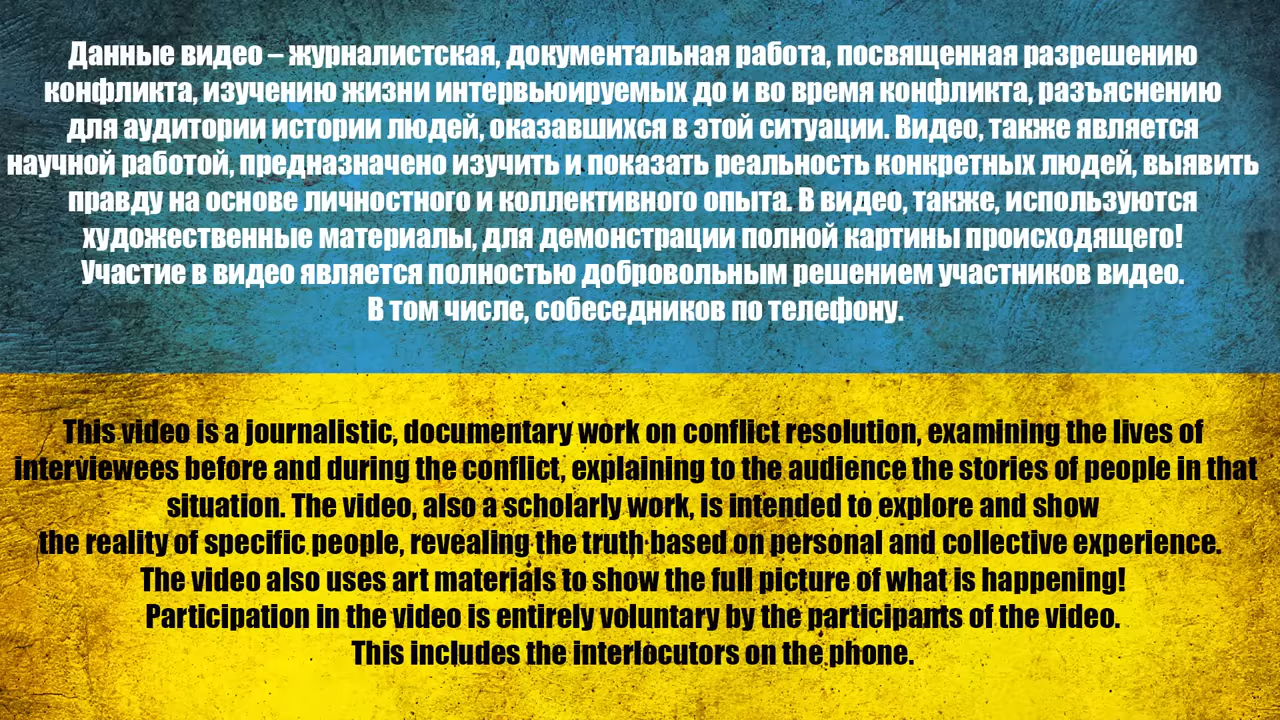 Данные видео – журналистская, документальная работа, посвященная разрешению
конфликта, изучению жизни интервьюируемых до и во время конфликта, разъяснению
для аудитории истории людей, оказавшихся в этой ситуации. Видео, также является
научной работой, предназначено изучить и показать реальность конкретных людей, выявить
правду на основе личностного и коллективного опыта. В видео, также, используются
художественные материалы, для демонстрации полной картины происходящего!
Участие в видео является полностью добровольным решением участников видео.
В том числе, собеседников по телефону.
This video is a journalistic, documentary work on conflict resolution, examining the lives of
interviewees before and during the conflict, explaining to the audience the stories of people in that
situation. The video, also a scholarly work, is intended to explore and show
the reality of specific people, revealing the truth based on personal and collective experience.
The video also uses art materials to show the full picture of what is happening!
Participation in the video is entirely voluntary by the participants of the video.
This includes the interlocutors on the phone.